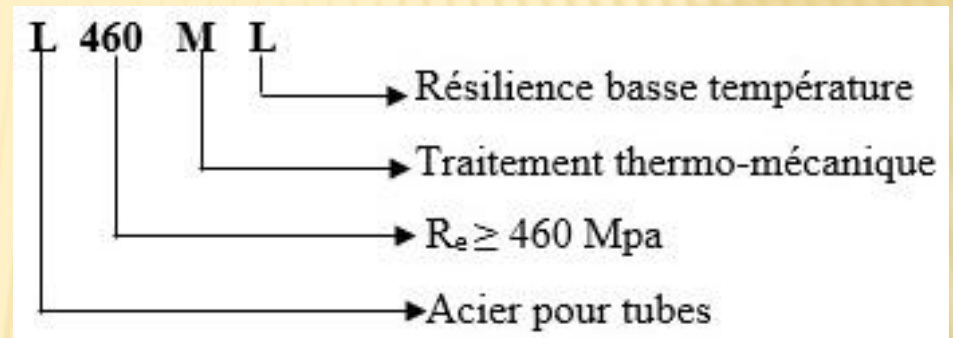 L 460 M L
Résilience basse température
Traitement thermo-mécanique
Re ≥ 460 Mpa
Acier pour tubes